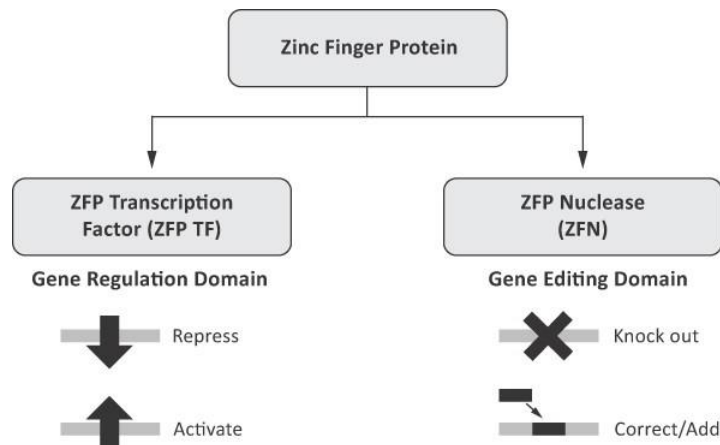 Zinc Finger Protein
ZFP Transcription
Factor (ZFP TF)
Gene Regulation Domain
Repress
Activate
ZFP Nuclease
(ZFN)
Gene Editing Domain
Knock out
Correct/Add